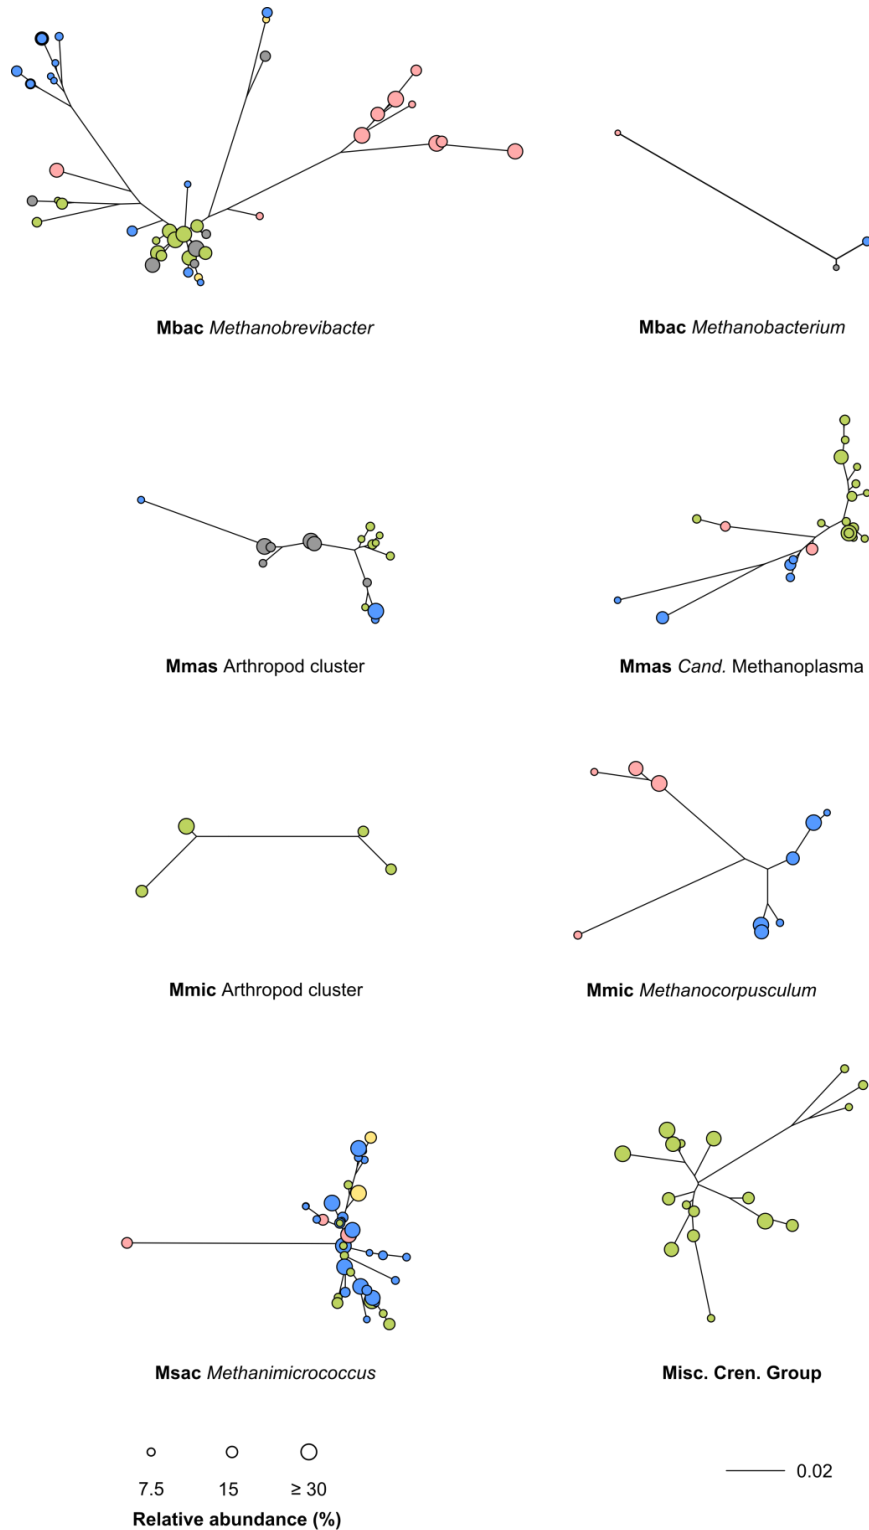 Mbac Methanobrevibacter
Mbac Methanobacterium
Mmas Arthropod cluster
Mmas Cand. Methanoplasma
Mmic Arthropod cluster
Mmic Methanocorpusculum
Msac Methanimicrococcus
Misc. Cren. Group
7.5 15 ≥ 30
Relative abundance (%)
0.02